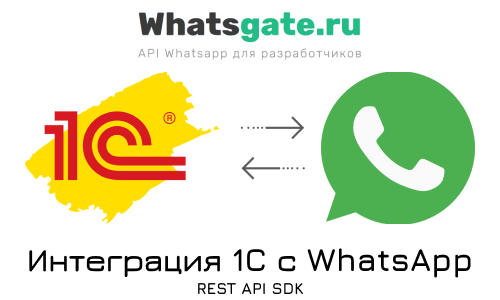 Whatsgate.ru
API Whatsapp для разработчиков
1С ®
Интеграция 1С с WhatsApp
REST API SDK